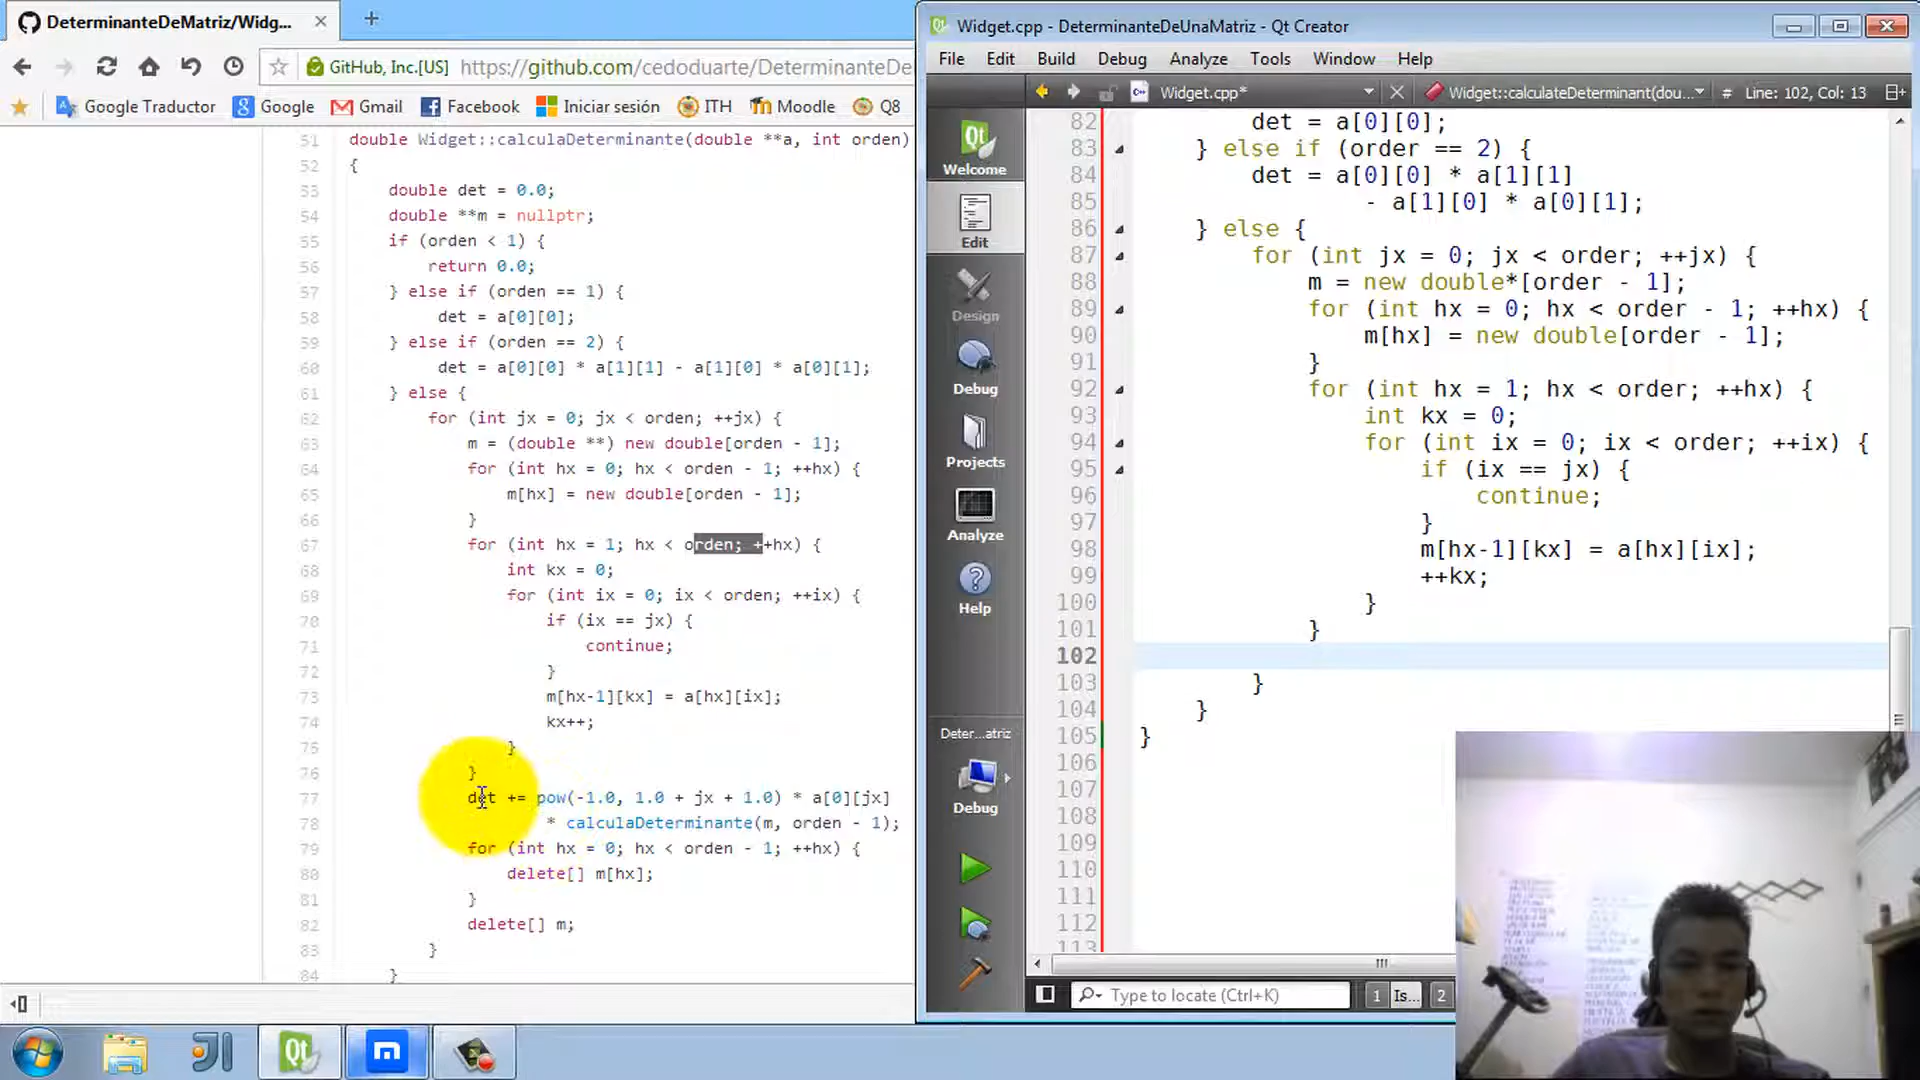 DeterminanteDeMatriz/Widg...
GitHub, Inc.[US] https://github.com/cedoduarte/DeterminanteDe
Google Traductor Google Gmail Facebook Iniciar sesión ITH Moodle Q8
51 double Widget::calculaDeterminante(double **a, int orden)
52 {
53 double det = 0.0;
54 double **m = nullptr;
55 if (orden < 1) {
56 return 0.0;
57 } else if (orden == 1) {
58 det = a[0][0];
59 } else if (orden == 2) {
60 det = a[0][0] * a[1][1] - a[1][0] * a[0][1];
61 } else {
62 for (int jx = 0; jx < orden; ++jx) {
63 m = (double **) new double[orden - 1];
64 for (int hx = 0; hx < orden - 1; ++hx) {
65 m[hx] = new double[orden - 1];
66 }
67 for (int hx = 1; hx < orden; ++hx) {
68 int kx = 0;
69 for (int ix = 0; ix < orden; ++ix) {
70 if (ix == jx) {
71 continue;
72 }
73 m[hx-1][kx] = a[hx][ix];
74 kx++;
75 }
76 }
77 det += pow(-1.0, 1.0 + jx + 1.0) * a[0][jx]
78 * calculaDeterminante(m, orden - 1);
79 for (int hx = 0; hx < orden - 1; ++hx) {
80 delete[] m[hx];
81 }
82 delete[] m;
83 }
84 }
Widget.cpp - DeterminanteDeUnaMatriz - Qt Creator
File Edit Build Debug Analyze Tools Window Help
Widget.cpp* Widget::calculateDeterminant(dou... # Line: 102, Col: 13
Welcome
Edit
Design
Debug
Projects
Analyze
Help
Deter...atriz
Debug
82 det = a[0][0];
83 } else if (order == 2) {
84 det = a[0][0] * a[1][1]
85 - a[1][0] * a[0][1];
86 } else {
87 for (int jx = 0; jx < order; ++jx) {
88 m = new double*[order - 1];
89 for (int hx = 0; hx < order - 1; ++hx) {
90 m[hx] = new double[order - 1];
91 }
92 for (int hx = 1; hx < order; ++hx) {
93 int kx = 0;
94 for (int ix = 0; ix < order; ++ix) {
95 if (ix == jx) {
96 continue;
97 }
98 m[hx-1][kx] = a[hx][ix];
99 ++kx;
100 }
101 }
102
103 }
104 }
105 }
106
107
108
109
110
111
112
113
Type to locate (Ctrl+K) 1 Is... 2